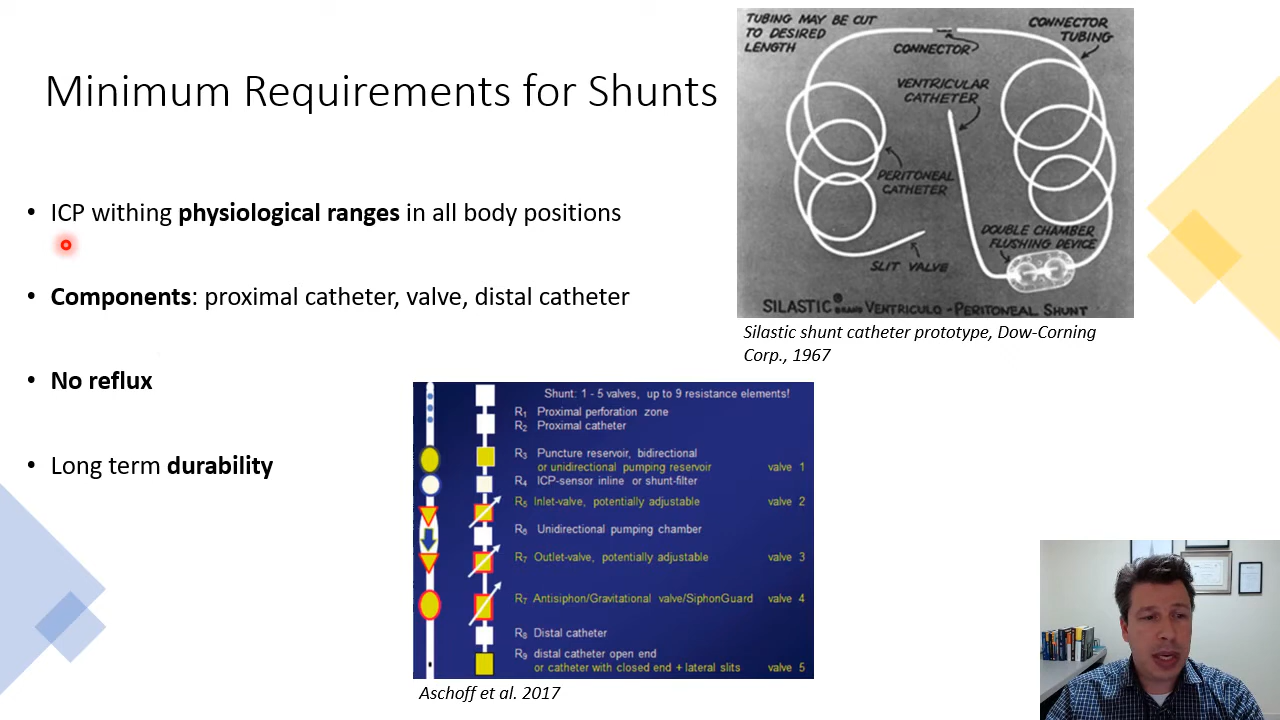 Minimum Requirements for Shunts
• ICP withing physiological ranges in all body positions
• Components: proximal catheter, valve, distal catheter
• No reflux
• Long term durability
TUBING MAY BE CUT
TO DESIRED
LENGTH
CONNECTOR
CONNECTOR
TUBING
VENTRICULAR
CATHETER
PERITONEAL
CATHETER
DOUBLE CHAMBER
FLUSHING DEVICE
SLIT VALVE
SILASTIC® BRAND VENTRICULO - PERITONEAL SHUNT
Silastic shunt catheter prototype, Dow-Corning
Corp., 1967
Shunt: 1 - 5 valves, up to 9 resistance elements!
R1 Proximal perforation zone
R2 Proximal catheter
R3 Puncture reservoir, bidirectional
or unidirectional pumping reservoir valve 1
R4 ICP-sensor inline or shunt-filter
R5 Inlet-valve, potentially adjustable valve 2
R6 Unidirectional pumping chamber
R7 Outlet-valve, potentially adjustable valve 3
R7 Antisiphon/Gravitational valve/SiphonGuard valve 4
R8 Distal catheter
R9 distal catheter open end
or catheter with closed end + lateral slits valve 5
Aschoff et al. 2017